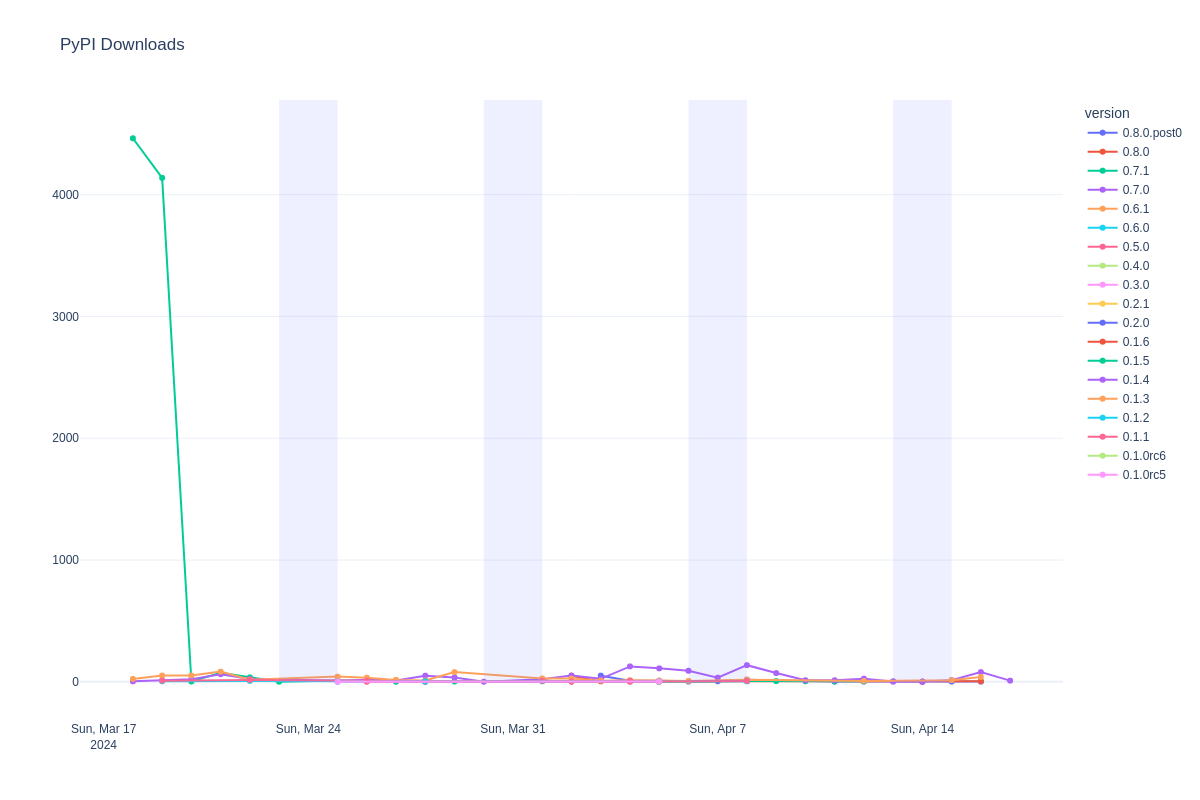 PyPI Downloads
4000
3000
2000
1000
0
Sun, Mar 17
2024
Sun, Mar 24
Sun, Mar 31
Sun, Apr 7
Sun, Apr 14
version
0.8.0.post0
0.8.0
0.7.1
0.7.0
0.6.1
0.6.0
0.5.0
0.4.0
0.3.0
0.2.1
0.2.0
0.1.6
0.1.5
0.1.4
0.1.3
0.1.2
0.1.1
0.1.0rc6
0.1.0rc5